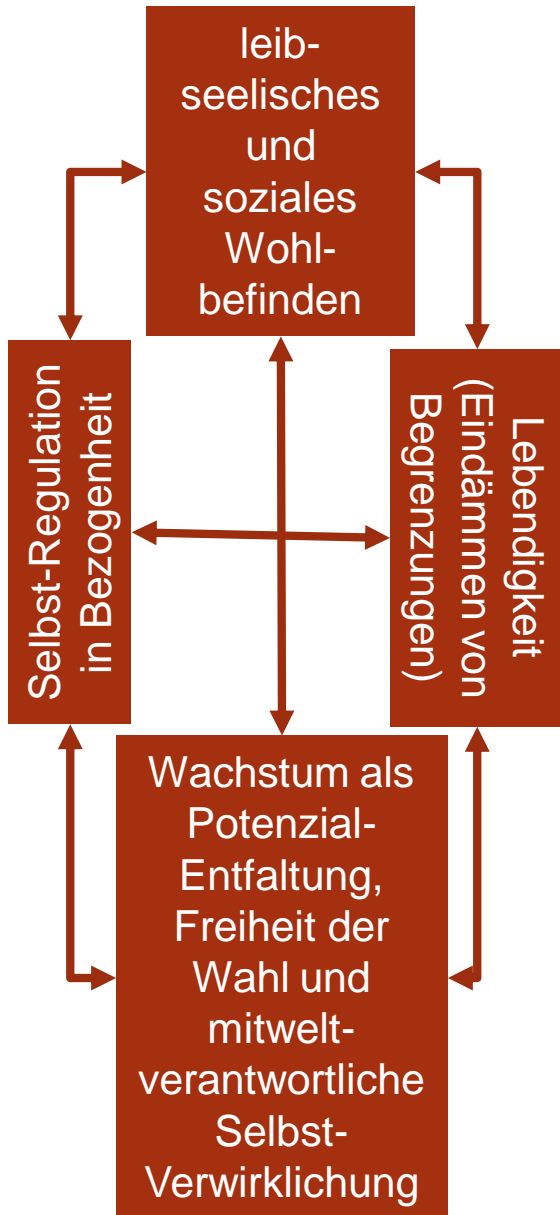 leib-
seelisches
und
soziales
Wohl-
befinden
Selbst-Regulation
in Bezogenheit
Lebendigkeit
(Eindämmen von
Begrenzungen)
Wachstum als
Potenzial-
Entfaltung,
Freiheit der
Wahl und
mitwelt-
verantwortliche
Selbst-
Verwirklichung